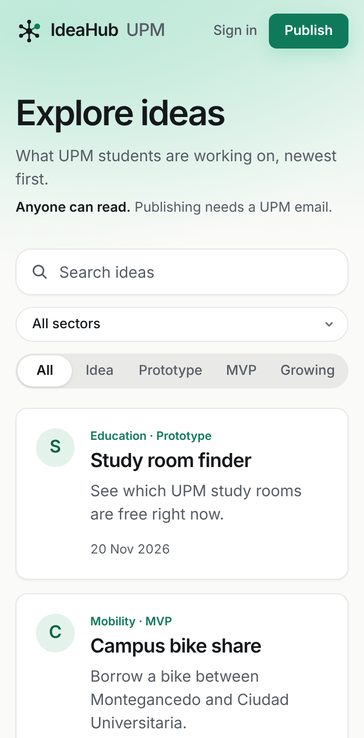 IdeaHub UPM
Sign in
Publish
Explore ideas
What UPM students are working on, newest
first.
Anyone can read. Publishing needs a UPM email.
Search ideas
All sectors
All
Idea
Prototype
MVP
Growing
S
Education · Prototype
Study room finder
See which UPM study rooms
are free right now.
20 Nov 2026
C
Mobility · MVP
Campus bike share
Borrow a bike between
Montegancedo and Ciudad
Universitaria.